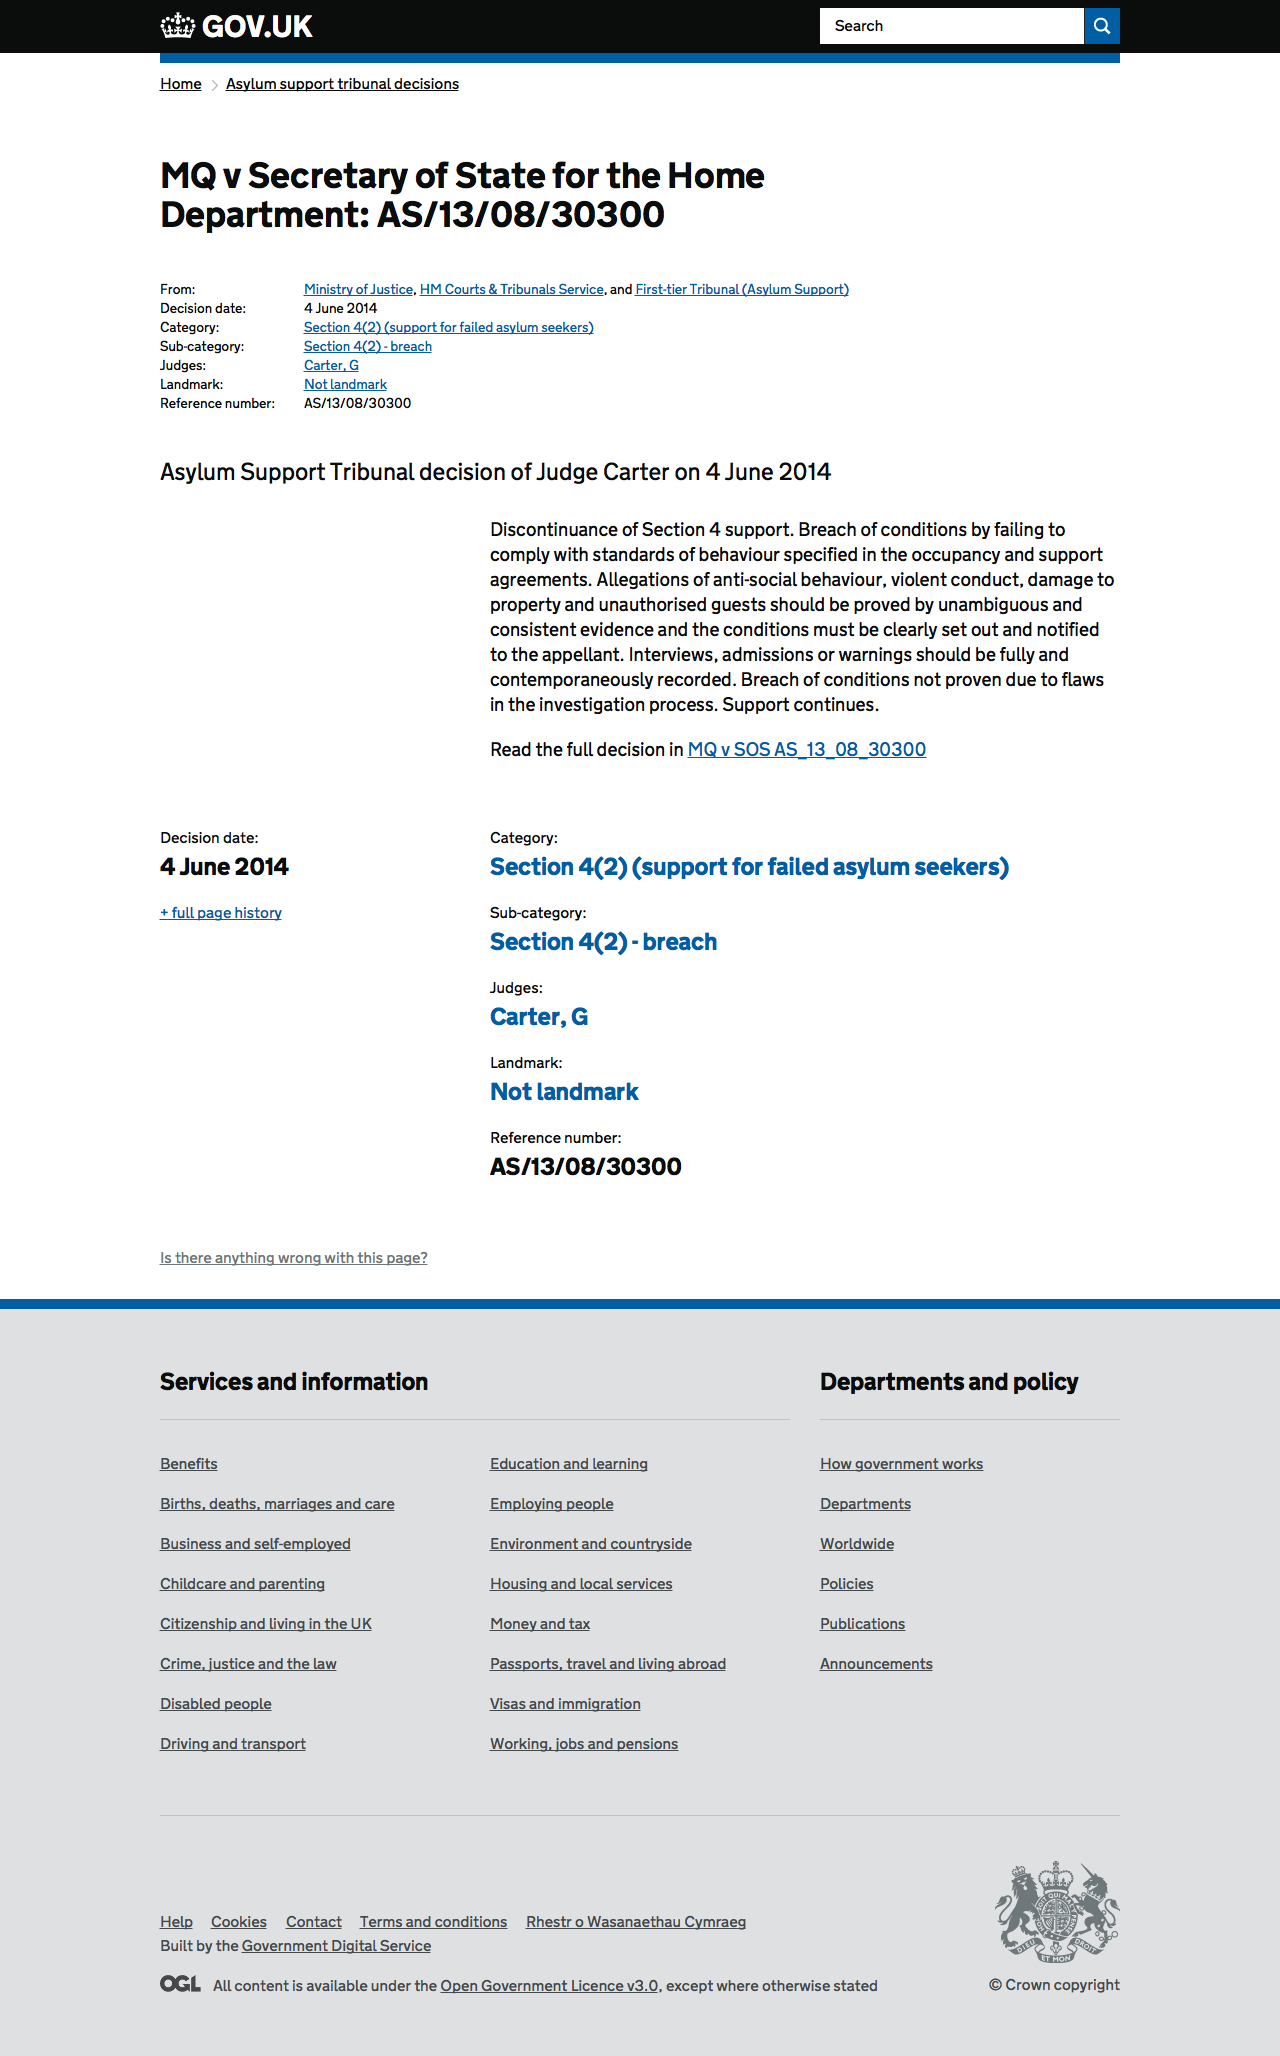 GOV.UK
Search
Home
Asylum support tribunal decisions
MQ v Secretary of State for the Home
Department: AS/13/08/30300
From: Ministry of Justice, HM Courts & Tribunals Service, and First-tier Tribunal (Asylum Support)
Decision date: 4 June 2014
Category: Section 4(2) (support for failed asylum seekers)
Sub-category: Section 4(2) - breach
Judges: Carter, G
Landmark: Not landmark
Reference number: AS/13/08/30300
Asylum Support Tribunal decision of Judge Carter on 4 June 2014
Discontinuance of Section 4 support. Breach of conditions by failing to
comply with standards of behaviour specified in the occupancy and support
agreements. Allegations of anti-social behaviour, violent conduct, damage to
property and unauthorised guests should be proved by unambiguous and
consistent evidence and the conditions must be clearly set out and notified
to the appellant. Interviews, admissions or warnings should be fully and
contemporaneously recorded. Breach of conditions not proven due to flaws
in the investigation process. Support continues.
Read the full decision in MQ v SOS AS_13_08_30300
Decision date:
4 June 2014
+ full page history
Category:
Section 4(2) (support for failed asylum seekers)
Sub-category:
Section 4(2) - breach
Judges:
Carter, G
Landmark:
Not landmark
Reference number:
AS/13/08/30300
Is there anything wrong with this page?
Services and information
Benefits
Births, deaths, marriages and care
Business and self-employed
Childcare and parenting
Citizenship and living in the UK
Crime, justice and the law
Disabled people
Driving and transport
Education and learning
Employing people
Environment and countryside
Housing and local services
Money and tax
Passports, travel and living abroad
Visas and immigration
Working, jobs and pensions
Departments and policy
How government works
Departments
Worldwide
Policies
Publications
Announcements
Help Cookies Contact Terms and conditions Rhestr o Wasanaethau Cymraeg
Built by the Government Digital Service
OGL All content is available under the Open Government Licence v3.0, except where otherwise stated
DIEU ET MON DROIT
© Crown copyright